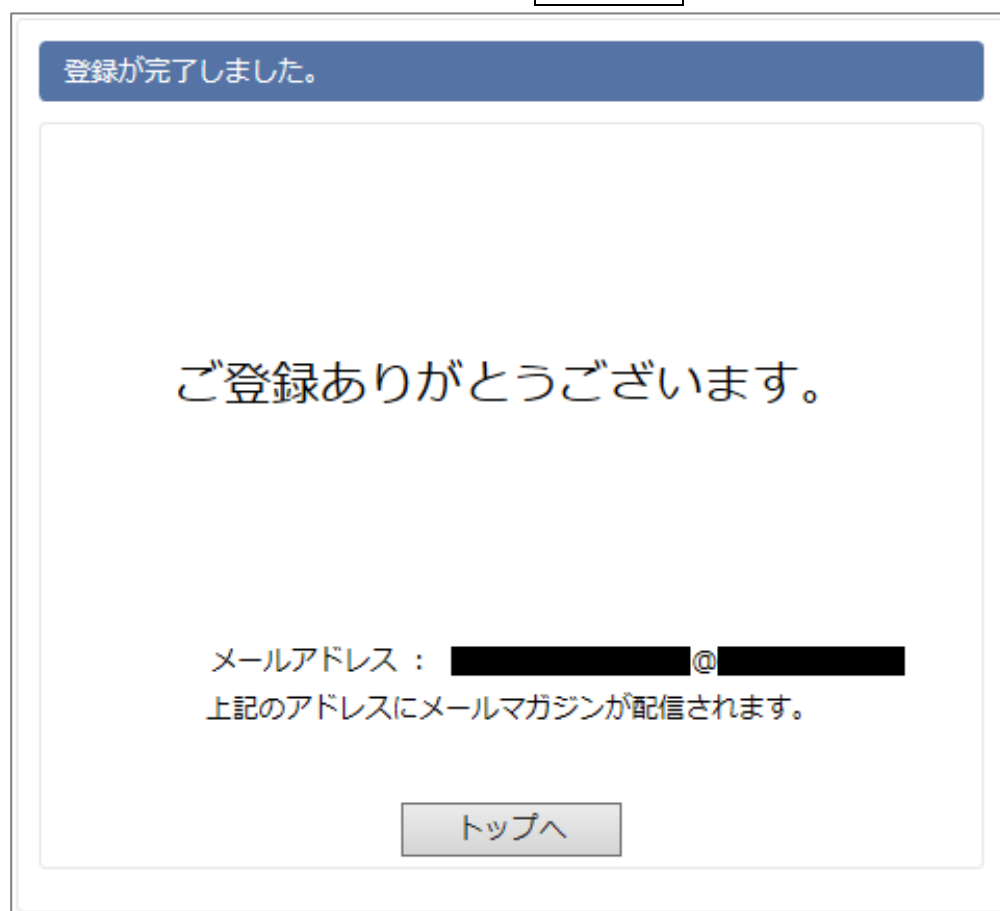 登録が完了しました。
ご登録ありがとうございます。
メールアドレス : @
上記のアドレスにメールマガジンが配信されます。
トップへ